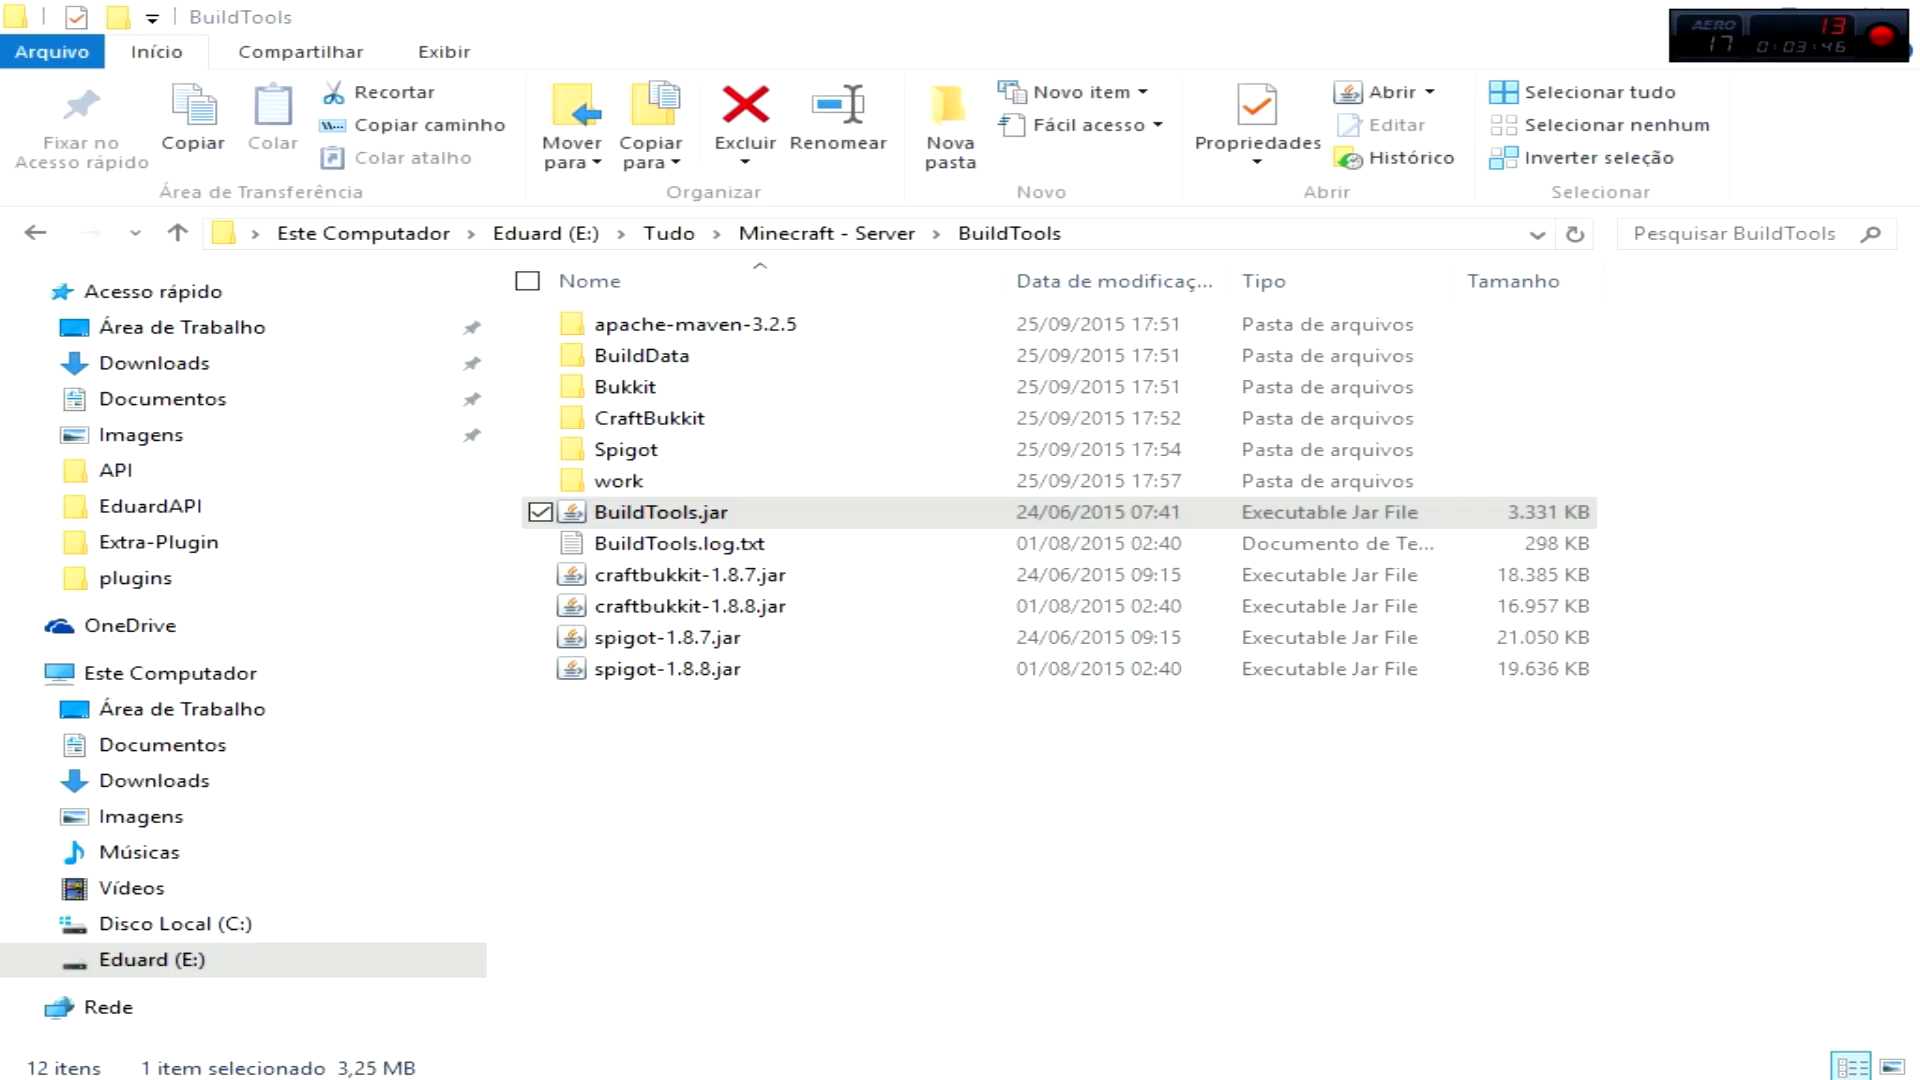 BuildTools
AERO 13
17 0:03:46
Arquivo Início Compartilhar Exibir
Fixar no
Acesso rápido
Copiar
Colar
Recortar
Copiar caminho
Colar atalho
Mover
para
Copiar
para
Excluir
Renomear
Nova
pasta
Novo item
Fácil acesso
Propriedades
Abrir
Editar
Histórico
Selecionar tudo
Selecionar nenhum
Inverter seleção
Área de Transferência Organizar Novo Abrir Selecionar
Este Computador Eduard (E:) Tudo Minecraft - Server BuildTools
Pesquisar BuildTools
Acesso rápido
Área de Trabalho
Downloads
Documentos
Imagens
API
EduardAPI
Extra-Plugin
plugins
OneDrive
Este Computador
Área de Trabalho
Documentos
Downloads
Imagens
Músicas
Vídeos
Disco Local (C:)
Eduard (E:)
Rede
Nome Data de modificaç... Tipo Tamanho
apache-maven-3.2.5 25/09/2015 17:51 Pasta de arquivos
BuildData 25/09/2015 17:51 Pasta de arquivos
Bukkit 25/09/2015 17:51 Pasta de arquivos
CraftBukkit 25/09/2015 17:52 Pasta de arquivos
Spigot 25/09/2015 17:54 Pasta de arquivos
work 25/09/2015 17:57 Pasta de arquivos
BuildTools.jar 24/06/2015 07:41 Executable Jar File 3.331 KB
BuildTools.log.txt 01/08/2015 02:40 Documento de Te... 298 KB
craftbukkit-1.8.7.jar 24/06/2015 09:15 Executable Jar File 18.385 KB
craftbukkit-1.8.8.jar 01/08/2015 02:40 Executable Jar File 16.957 KB
spigot-1.8.7.jar 24/06/2015 09:15 Executable Jar File 21.050 KB
spigot-1.8.8.jar 01/08/2015 02:40 Executable Jar File 19.636 KB
12 itens 1 item selecionado 3,25 MB